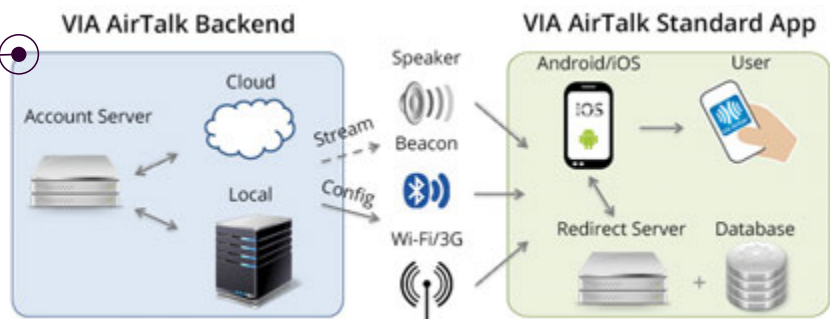 VIA AirTalk Backend
VIA AirTalk Standard App
Cloud
Account Server
Local
Stream
Config
Speaker
Beacon
Wi-Fi/3G
Android/iOS
User
iOS
Redirect Server
Database
+